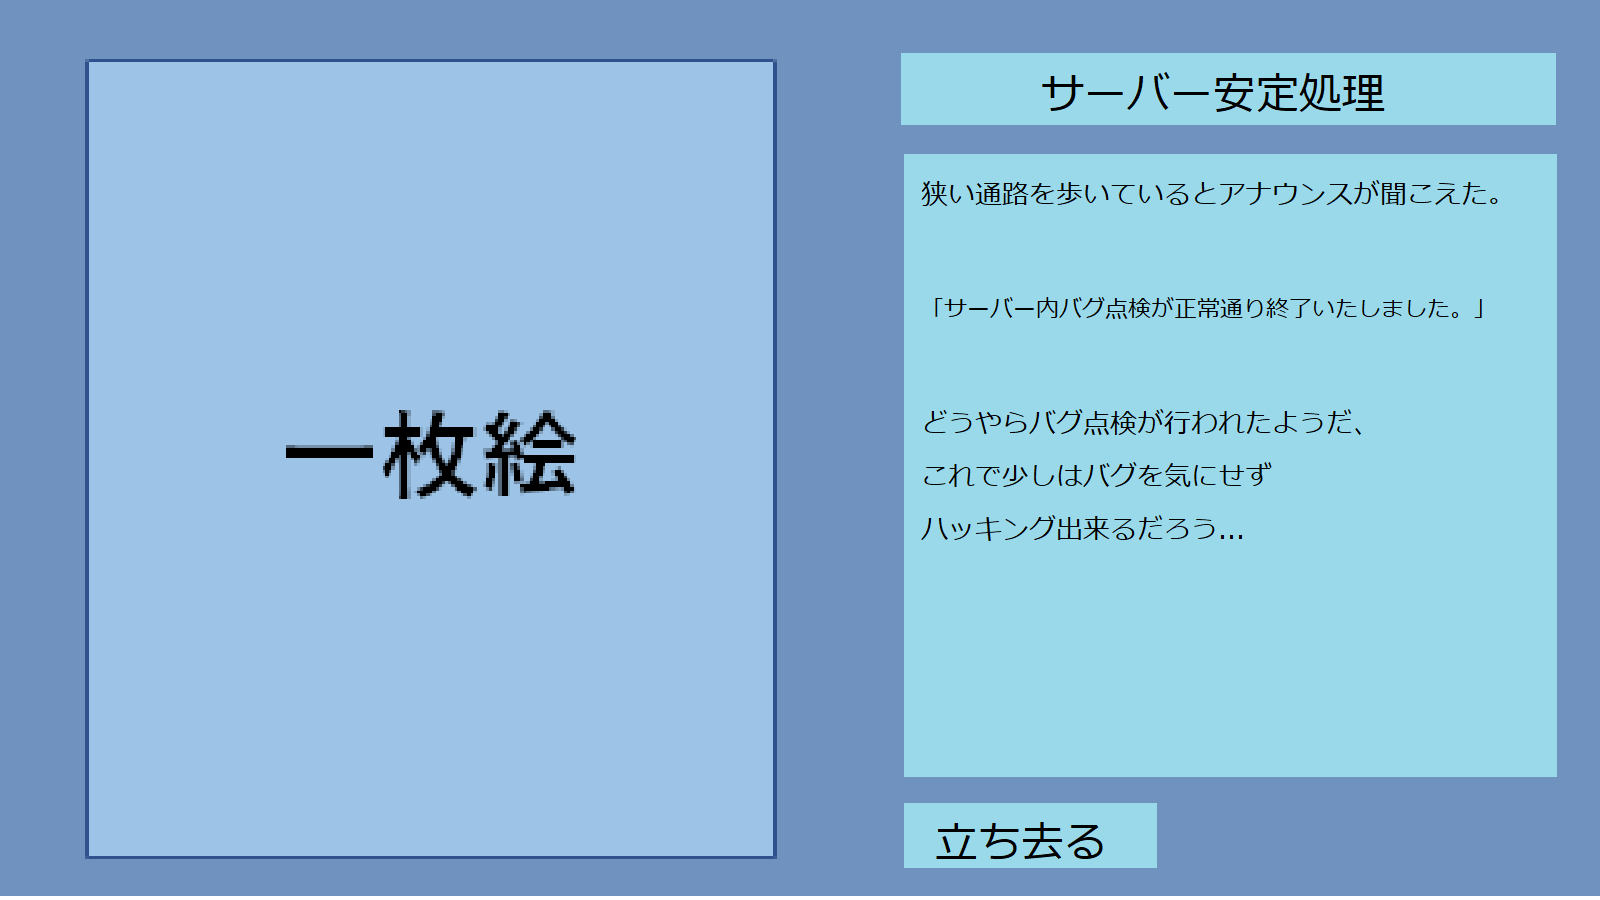 一枚絵
サーバー安定処理
狭い通路を歩いているとアナウンスが聞こえた。
「サーバー内バグ点検が正常通り終了いたしました。」
どうやらバグ点検が行われたようだ、
これで少しはバグを気にせず
ハッキング出来るだろう...
立ち去る